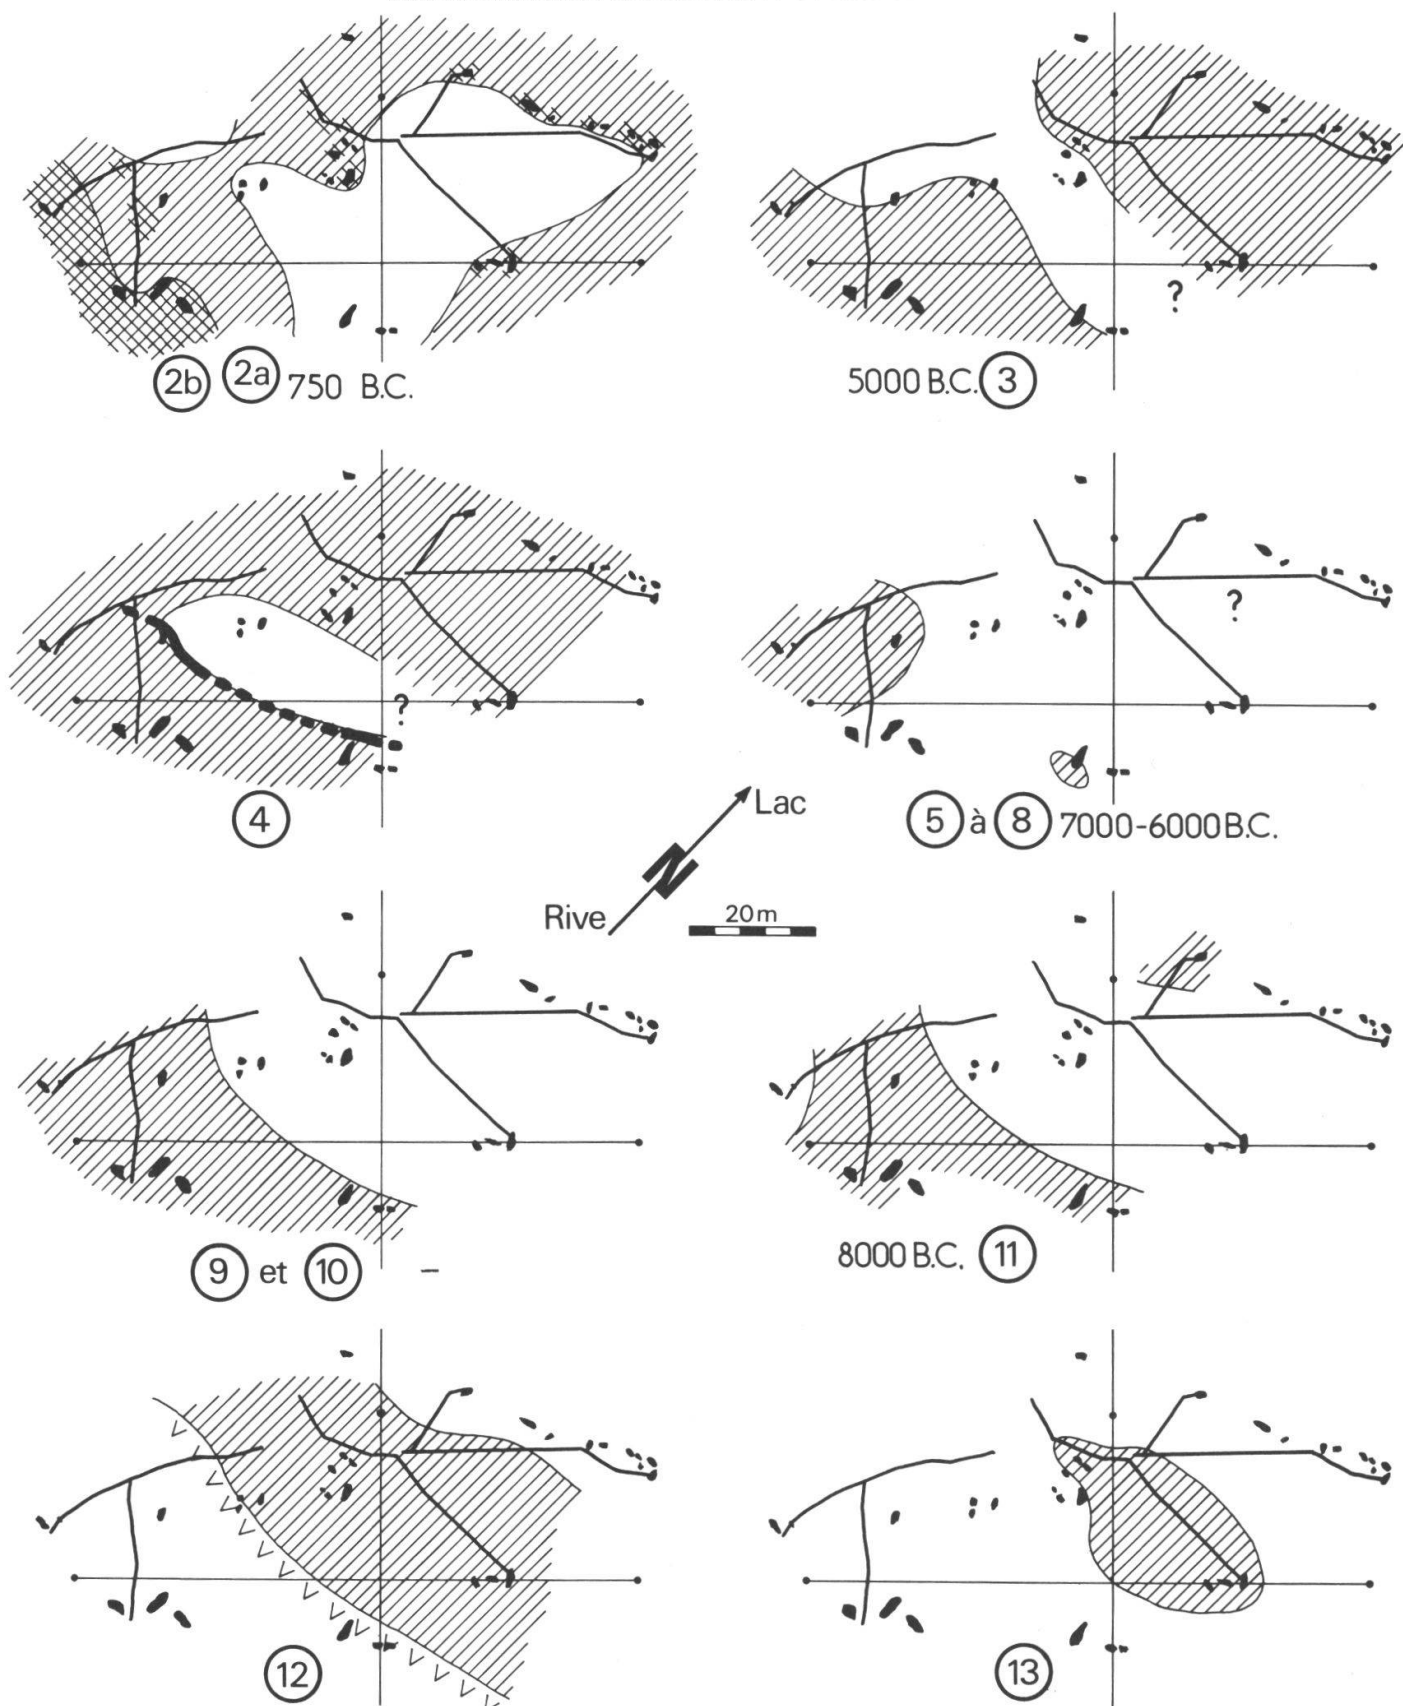 2b 2a 750 B.C.
5000 B.C. 3
?
4
?
5 à 8 7000-6000 B.C.
?
Lac
N
Rive
20 m
9 et 10 –
8000 B.C. 11
12
13